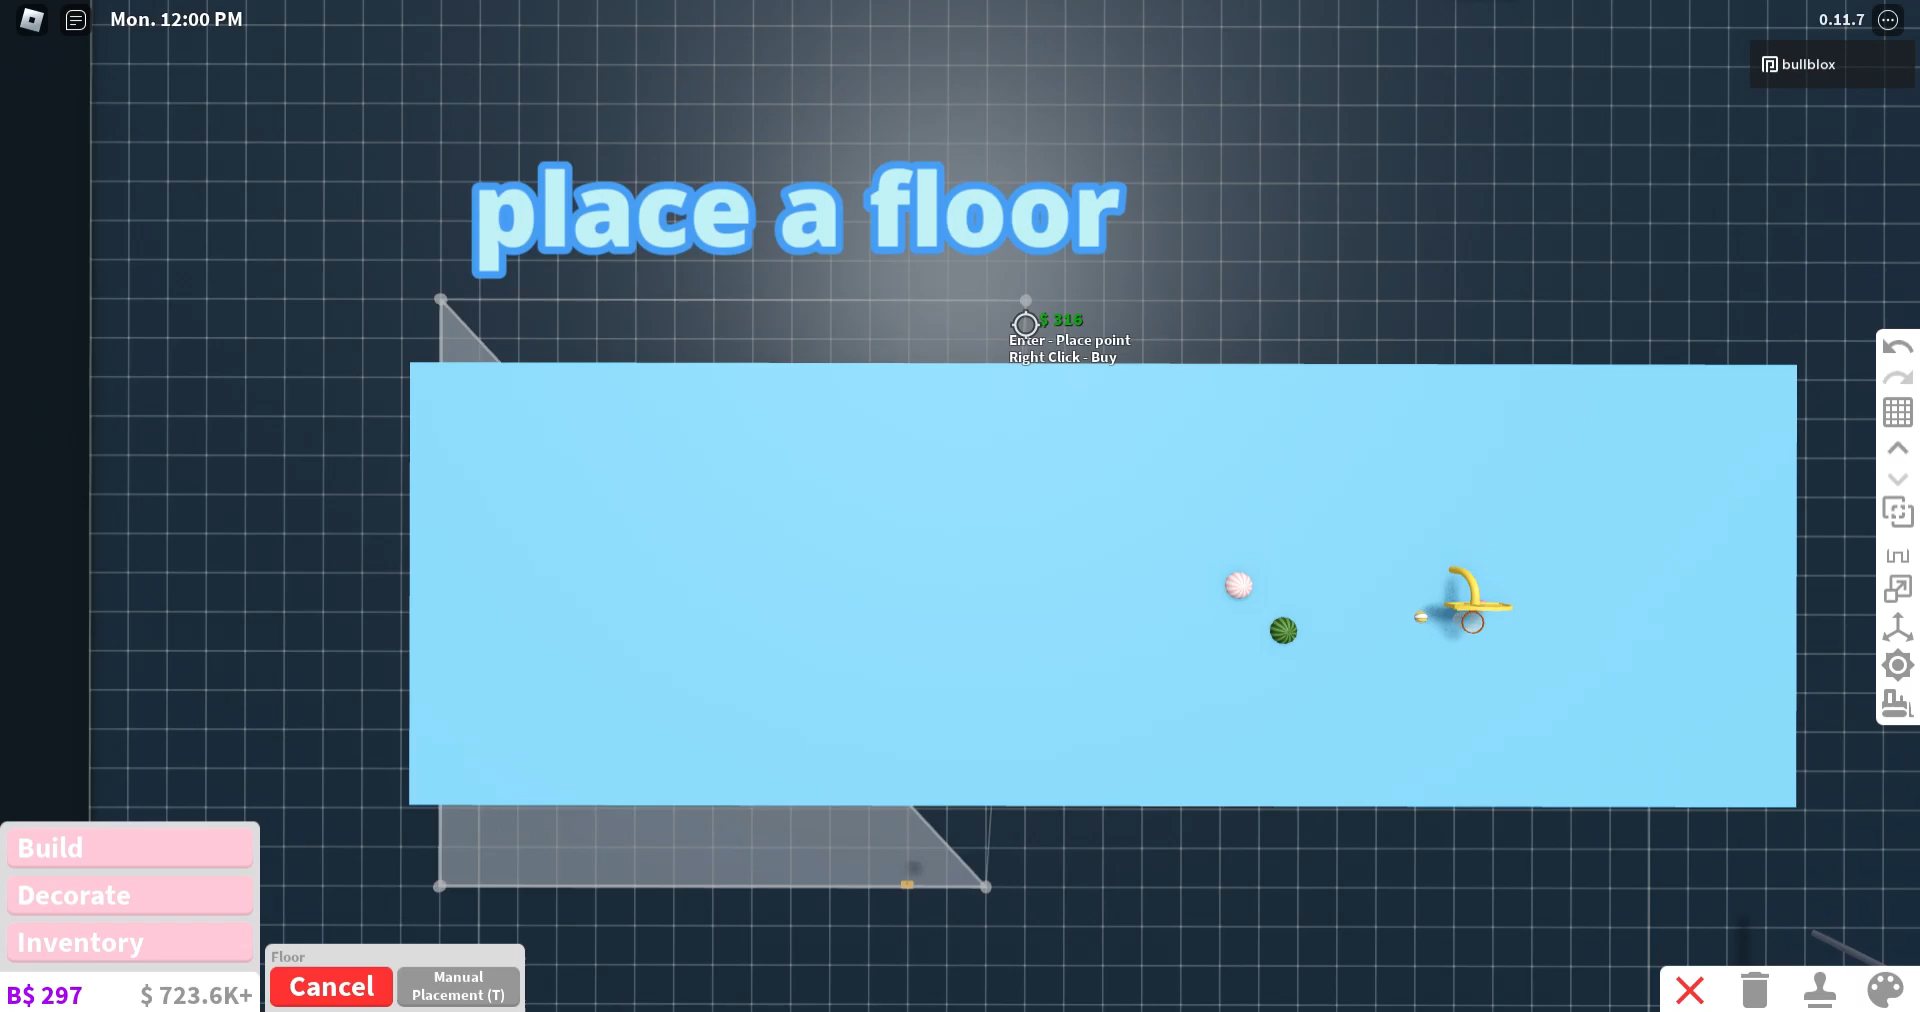 Mon. 12:00 PM
0.11.7
bullblox
place a floor
$ 316
Enter - Place point
Right Click - Buy
Build
Decorate
Inventory
B$ 297
$ 723.6K+
Floor
Cancel
Manual
Placement (T)